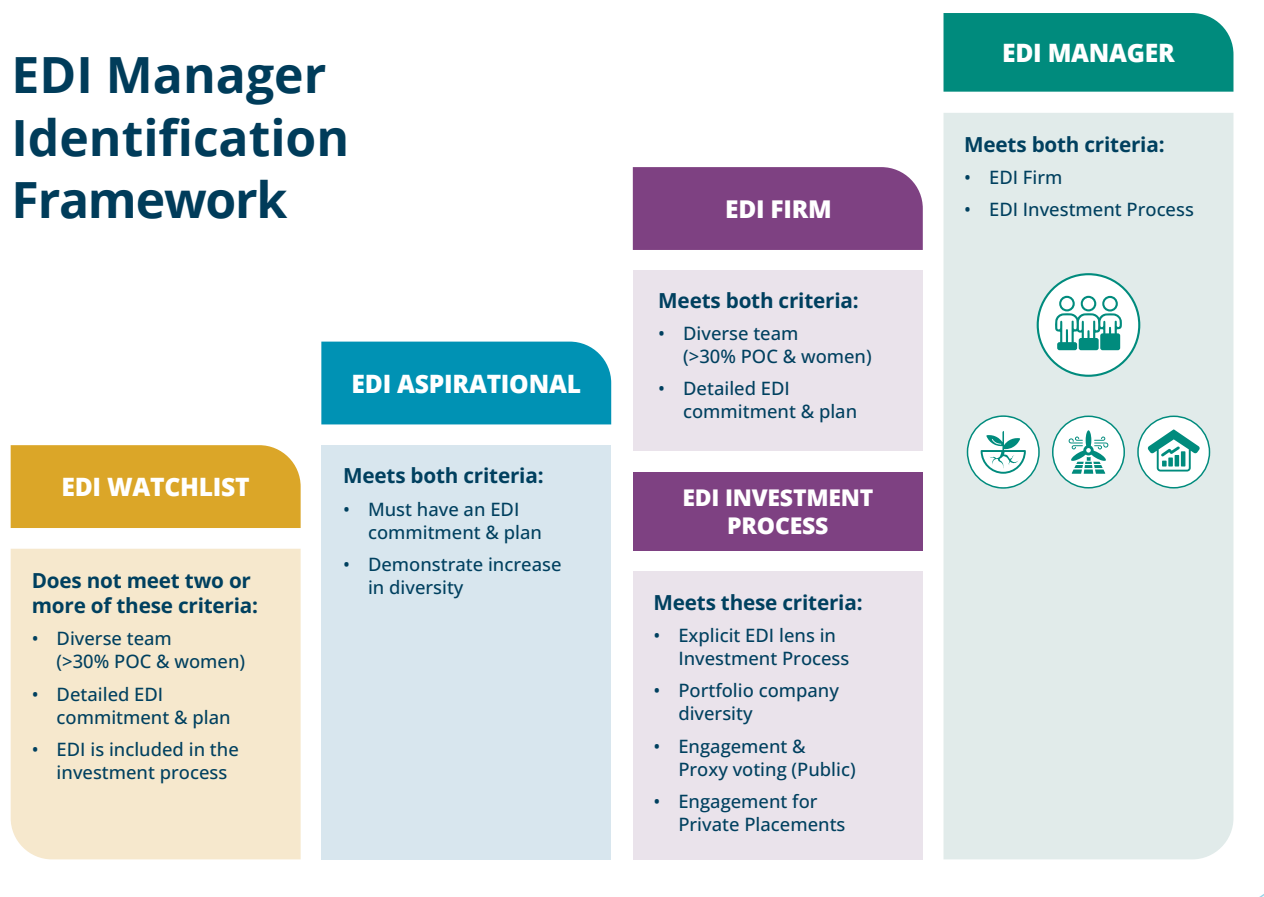 EDI Manager
Identification
Framework
EDI WATCHLIST
Does not meet two or
more of these criteria:
• Diverse team
(>30% POC & women)
• Detailed EDI
commitment & plan
• EDI is included in the
investment process
EDI ASPIRATIONAL
Meets both criteria:
• Must have an EDI
commitment & plan
• Demonstrate increase
in diversity
EDI FIRM
Meets both criteria:
• Diverse team
(>30% POC & women)
• Detailed EDI
commitment & plan
EDI INVESTMENT
PROCESS
Meets these criteria:
• Explicit EDI lens in
Investment Process
• Portfolio company
diversity
• Engagement &
Proxy voting (Public)
• Engagement for
Private Placements
EDI MANAGER
Meets both criteria:
• EDI Firm
• EDI Investment Process